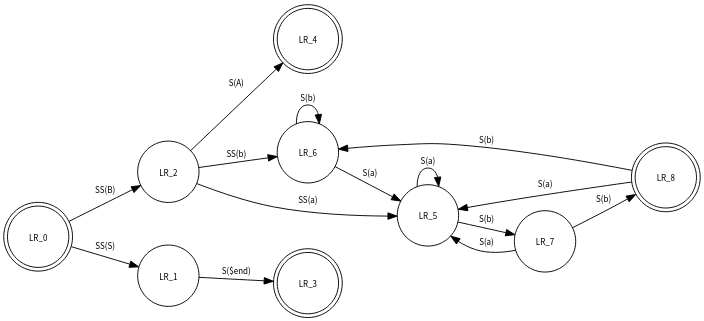 LR_4
S(A)
S(b)
S(b)
LR_6
SS(b)
S(a)
S(a)
LR_2
LR_8
S(a)
SS(B)
SS(a)
S(b)
LR_5
S(b)
LR_0
S(a)
LR_7
SS(S)
S($end)
LR_1
LR_3